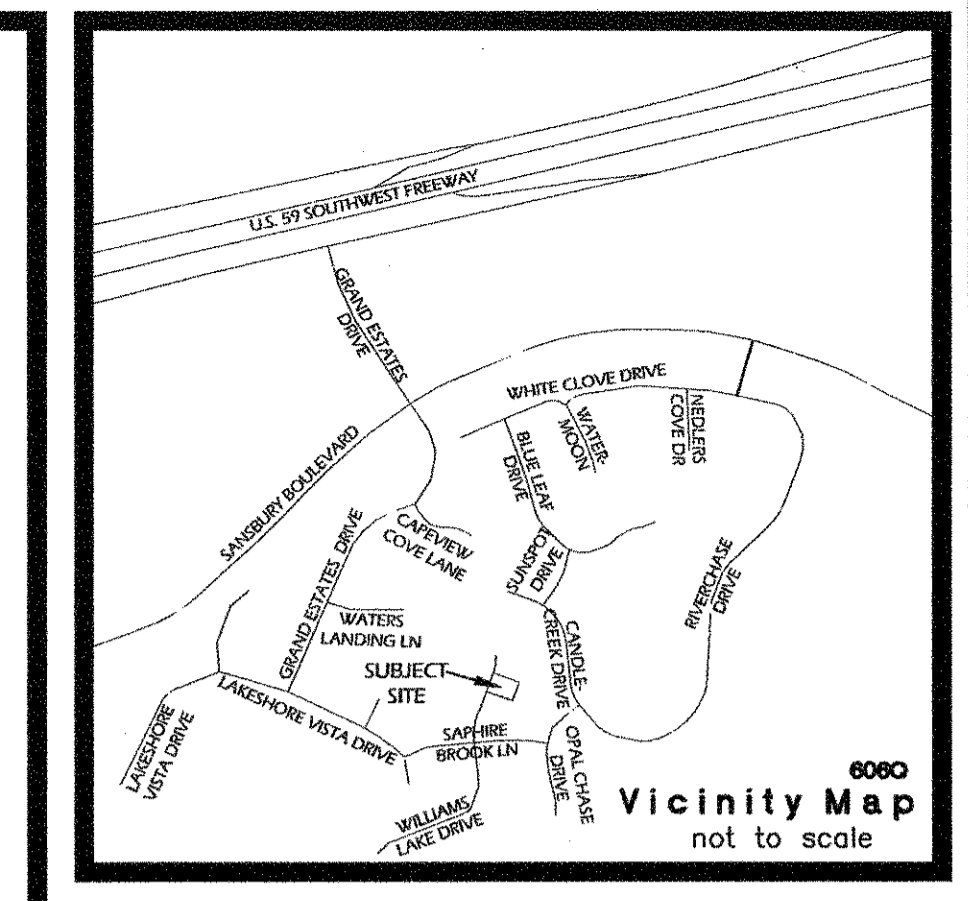 U.S. 59 SOUTHWEST FREEWAY
GRAND ESTATES
DRIVE
WHITE CLOVE DRIVE
WATER-
MOON
NEDLERS
COVE DR
BLUE LEAF
DRIVE
SANSBURY BOULEVARD
CAPEVIEW
COVE LANE
GRAND ESTATES DRIVE
SUNSPOT
DRIVE
RIVERCHASE
DRIVE
WATERS
LANDING LN
CANDLE-
CREEK DRIVE
SUBJECT
SITE
LAKESHORE VISTA DRIVE
LAKESHORE
VISTA DRIVE
SAPHIRE
BROOK LN
OPAL CHASE
DRIVE
WILLIAMS
LAKE DRIVE
606Q
Vicinity Map
not to scale